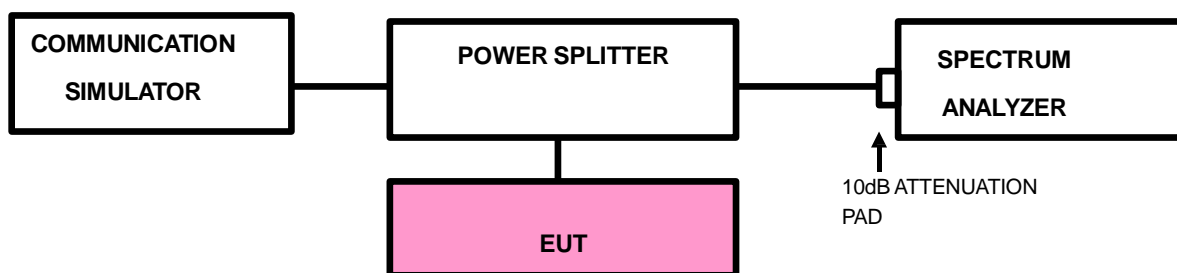 COMMUNICATION
SIMULATOR
POWER SPLITTER
SPECTRUM
ANALYZER
10dB ATTENUATION
PAD
EUT